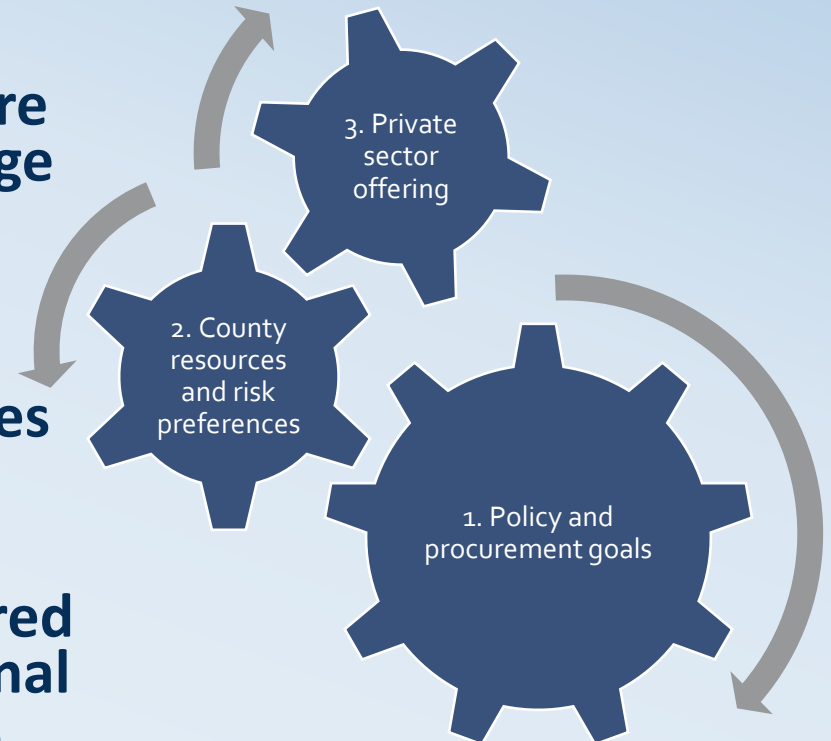 re
ge
es
red
nal
3. Private
sector
offering
2. County
resources
and risk
preferences
1. Policy and
procurement goals